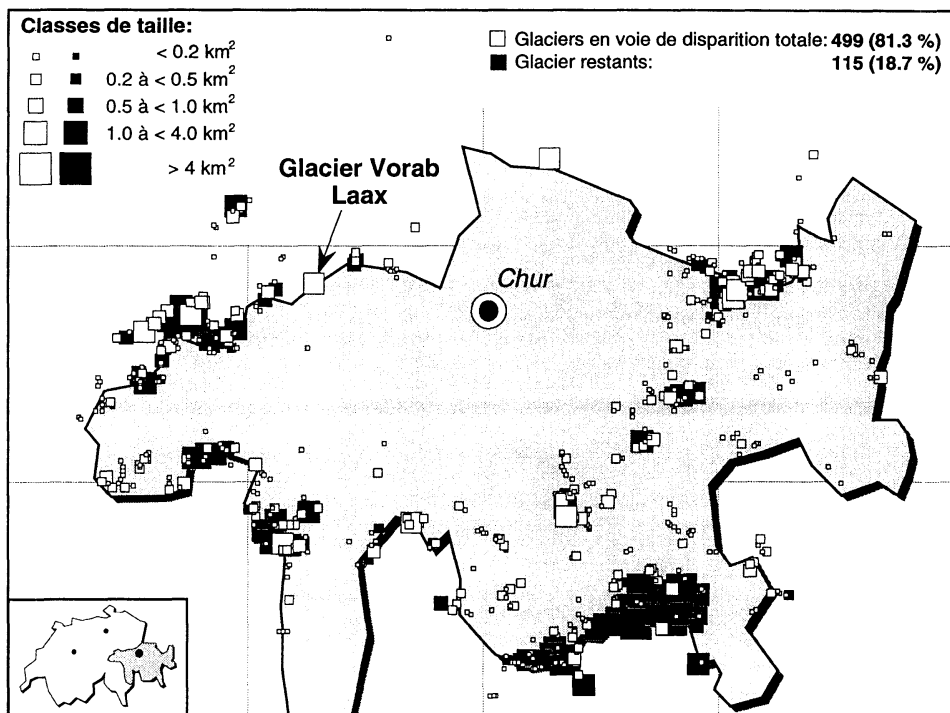 Classes de taille:
< 0.2 km²
0.2 à < 0.5 km²
0.5 à < 1.0 km²
1.0 à < 4.0 km²
> 4 km²
Glaciers en voie de disparition totale: 499 (81.3 %)
Glacier restants: 115 (18.7 %)
Glacier Vorab
Laax
Chur